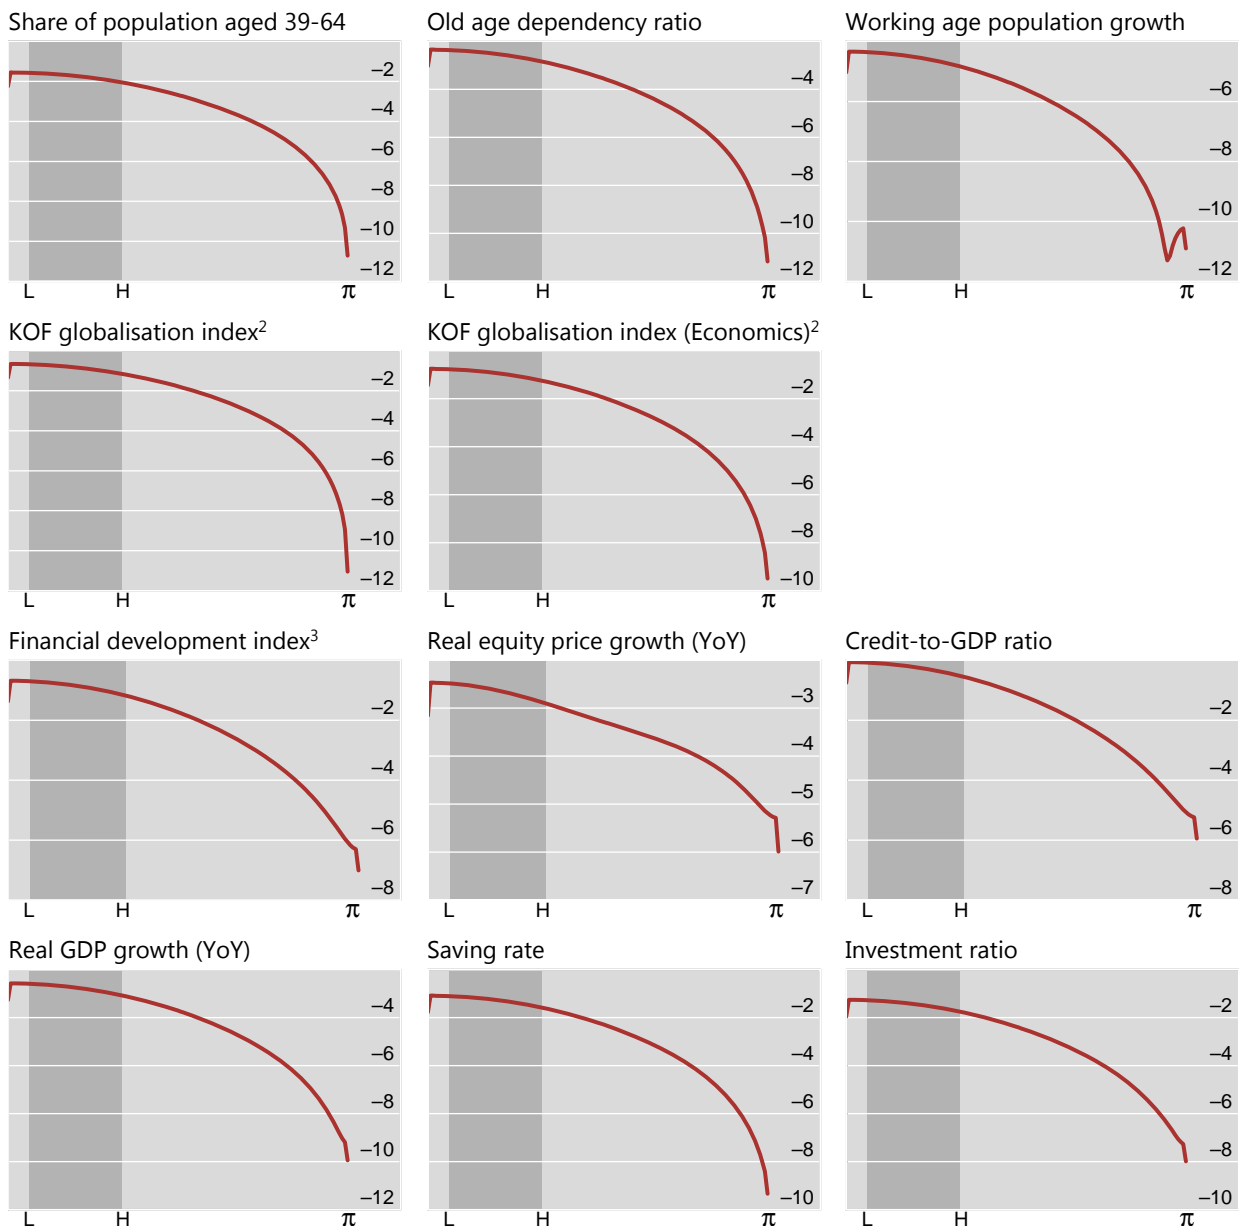 Share of population aged 39-64
Old age dependency ratio
Working age population growth
–2
–4
–6
–8
–10
–12
L H π
–4
–6
–8
–10
–12
L H π
–6
–8
–10
–12
L H π
KOF globalisation index²
KOF globalisation index (Economics)²
–2
–4
–6
–8
–10
–12
L H π
–2
–4
–6
–8
–10
L H π
Financial development index³
Real equity price growth (YoY)
Credit-to-GDP ratio
–2
–4
–6
–8
L H π
–3
–4
–5
–6
–7
L H π
–2
–4
–6
–8
L H π
Real GDP growth (YoY)
Saving rate
Investment ratio
–4
–6
–8
–10
–12
L H π
–2
–4
–6
–8
–10
L H π
–2
–4
–6
–8
–10
L H π